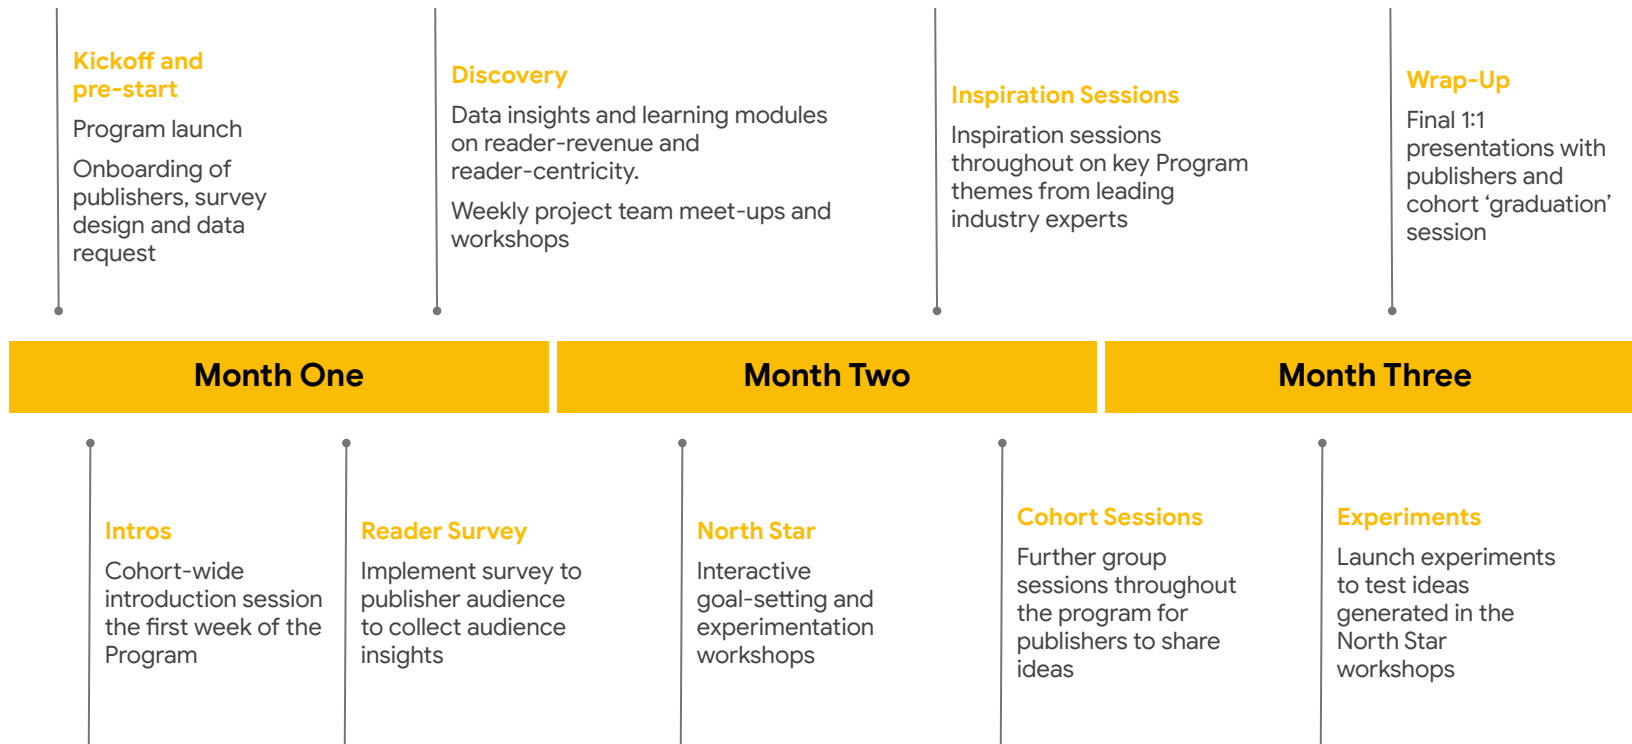 Kickoff and
pre-start
Program launch
Onboarding of
publishers, survey
design and data
request
Discovery
Data insights and learning modules
on reader-revenue and
reader-centricity.
Weekly project team meet-ups and
workshops
Inspiration Sessions
Inspiration sessions
throughout on key Program
themes from leading
industry experts
Wrap-Up
Final 1:1
presentations with
publishers and
cohort ‘graduation’
session
Month One
Month Two
Month Three
Intros
Cohort-wide
introduction session
the first week of the
Program
Reader Survey
Implement survey to
publisher audience
to collect audience
insights
North Star
Interactive
goal-setting and
experimentation
workshops
Cohort Sessions
Further group
sessions throughout
the program for
publishers to share
ideas
Experiments
Launch experiments
to test ideas
generated in the
North Star
workshops